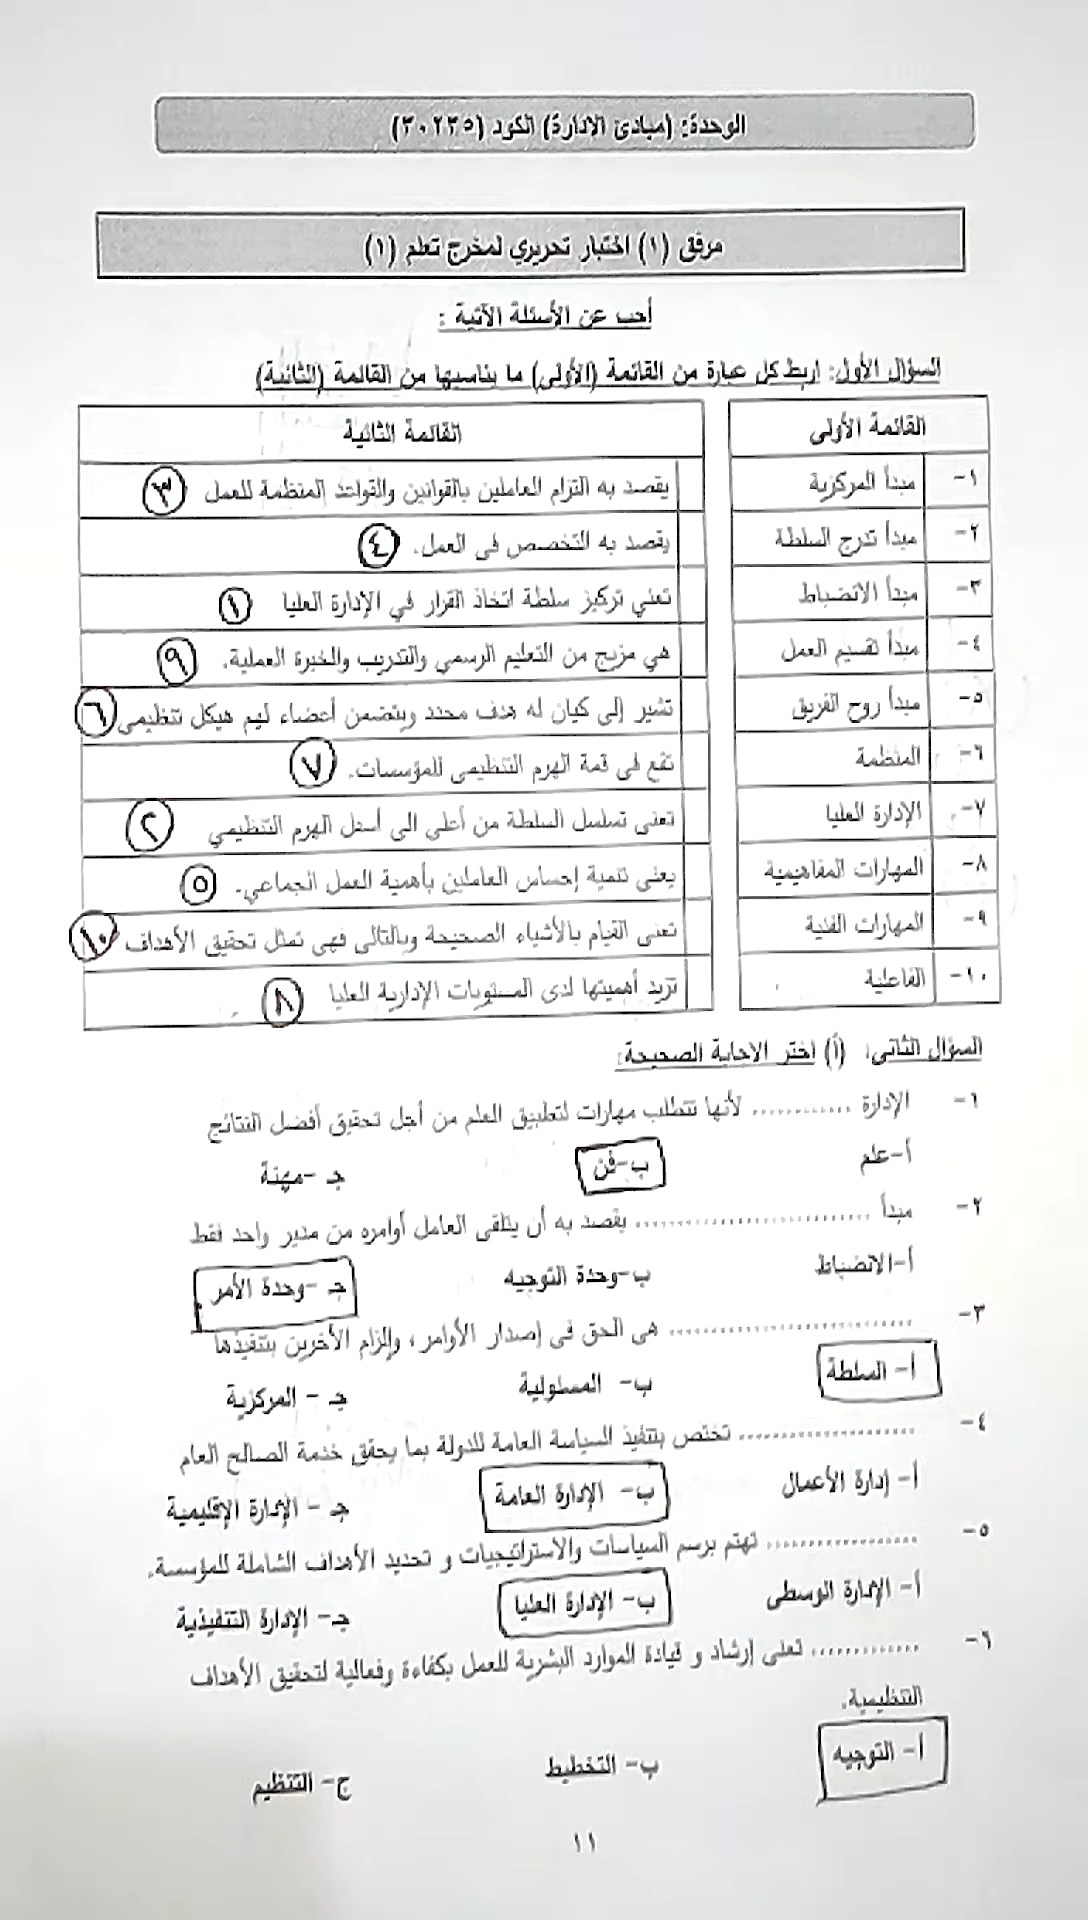 الوحدة: (مبادئ الادارة) الكود (٣٠٢٣٥)
مرفق (١) اختبار تحريري لمخرج تعلم (١)
أجب عن الأسئلة الآتية :
السؤال الأول: اربط كل عبارة من القائمة (الأولى) ما يناسبها من القائمة (الثانية)
القائمة الأولى القائمة الثانية
١- مبدأ المركزية يقصد به التزام العاملين بالقوانين والقواعد المنظمة للعمل ٣
٢- مبدأ تدرج السلطة يقصد به التخصص فى العمل. ٤
٣- مبدأ الانضباط تعني تركيز سلطة اتخاذ القرار في الإدارة العليا ١
٤- مبدأ تقسيم العمل هي مزيج من التعليم الرسمي والتدريب والخبرة العملية. ٩
٥- مبدأ روح الفريق تشير إلى كيان له هدف محدد ويتضمن أعضاء لهم هيكل تنظيمى ٦
٦- المنظمة تقع فى قمة الهرم التنظيمى للمؤسسات. ٧
٧- الإدارة العليا تعنى تسلسل السلطة من أعلى الى أسفل الهرم التنظيمي ٢
٨- المهارات المفاهيمية يعنى تنمية إحساس العاملين بأهمية العمل الجماعي. ٥
٩- المهارات الفنية تعنى القيام بالأشياء الصحيحة وبالتالى فهى تمثل تحقيق الأهداف ١٠
١٠- الفاعلية تزيد أهميتها لدى المستويات الإدارية العليا ٨
السؤال الثانى: (أ) اختر الاجابة الصحيحة:
١- الإدارة ............ لأنها تتطلب مهارات لتطبيق العلم من أجل تحقيق أفضل النتائج
أ-علم ب-فن جـ -مهنة
٢- مبدأ ........................ يقصد به أن يتلقى العامل أوامره من مدير واحد فقط
أ-الانضباط ب-وحدة التوجيه جـ -وحدة الأمر
٣- ........................ هى الحق فى إصدار الأوامر، وإلزام الأخرين بتنفيذها
أ- السلطة ب- المسئولية جـ - المركزية
٤- .................... تختص بتنفيذ السياسة العامة للدولة بما يحقق خدمة الصالح العام
أ- إدارة الأعمال ب- الإدارة العامة جـ - الإدارة الإقليمية
٥- ................. تهتم برسم السياسات والاستراتيجيات و تحديد الأهداف الشاملة للمؤسسة.
أ- الإدارة الوسطى ب- الإدارة العليا جـ- الإدارة التنفيذية
٦- ............ تعنى إرشاد و قيادة الموارد البشرية للعمل بكفاءة وفعالية لتحقيق الأهداف
التنظيمية.
أ- التوجيه ب- التخطيط ج- التنظيم
١١